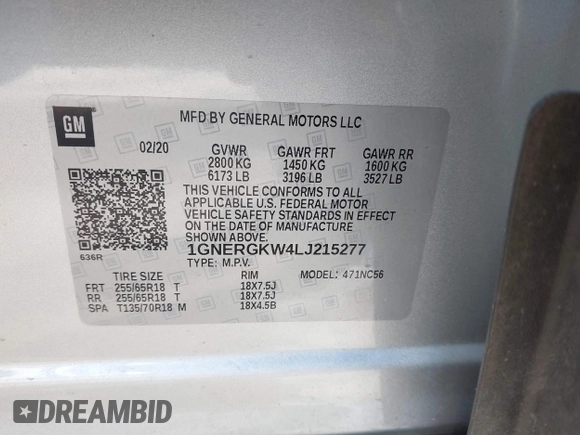 GM
MFD BY GENERAL MOTORS LLC
02/20 GVWR GAWR FRT GAWR RR
2800 KG 1450 KG 1600 KG
6173 LB 3196 LB 3527 LB
THIS VEHICLE CONFORMS TO ALL
APPLICABLE U.S. FEDERAL MOTOR
VEHICLE SAFETY STANDARDS IN EFFECT
ON THE DATE OF MANUFACTURE
SHOWN ABOVE.
636R 1GNERGKW4LJ215277
TYPE: M.P.V.
TIRE SIZE RIM MODEL: 471NC56
FRT 255/65R18 T 18X7.5J
RR 255/65R18 T 18X7.5J
SPA T135/70R18 M 18X4.5B
DREAMBID